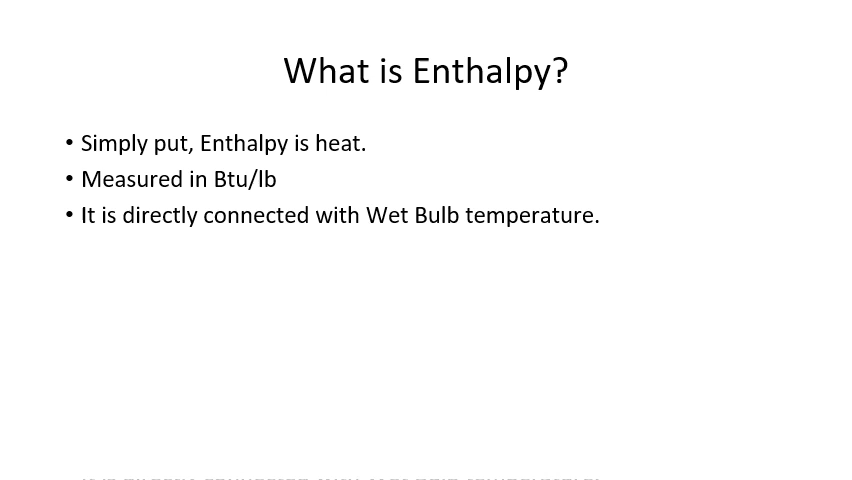 What is Enthalpy?
• Simply put, Enthalpy is heat.
• Measured in Btu/lb
• It is directly connected with Wet Bulb temperature.